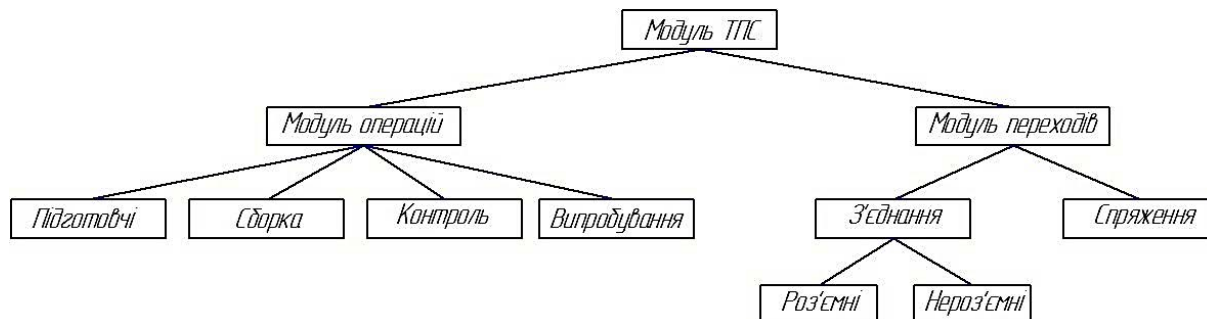 Модуль ТПС
Модуль операцій
Модуль переходів
Підготовчі
Сборка
Контроль
Випробування
З'єднання
Спряження
Роз'ємні
Нероз'ємні